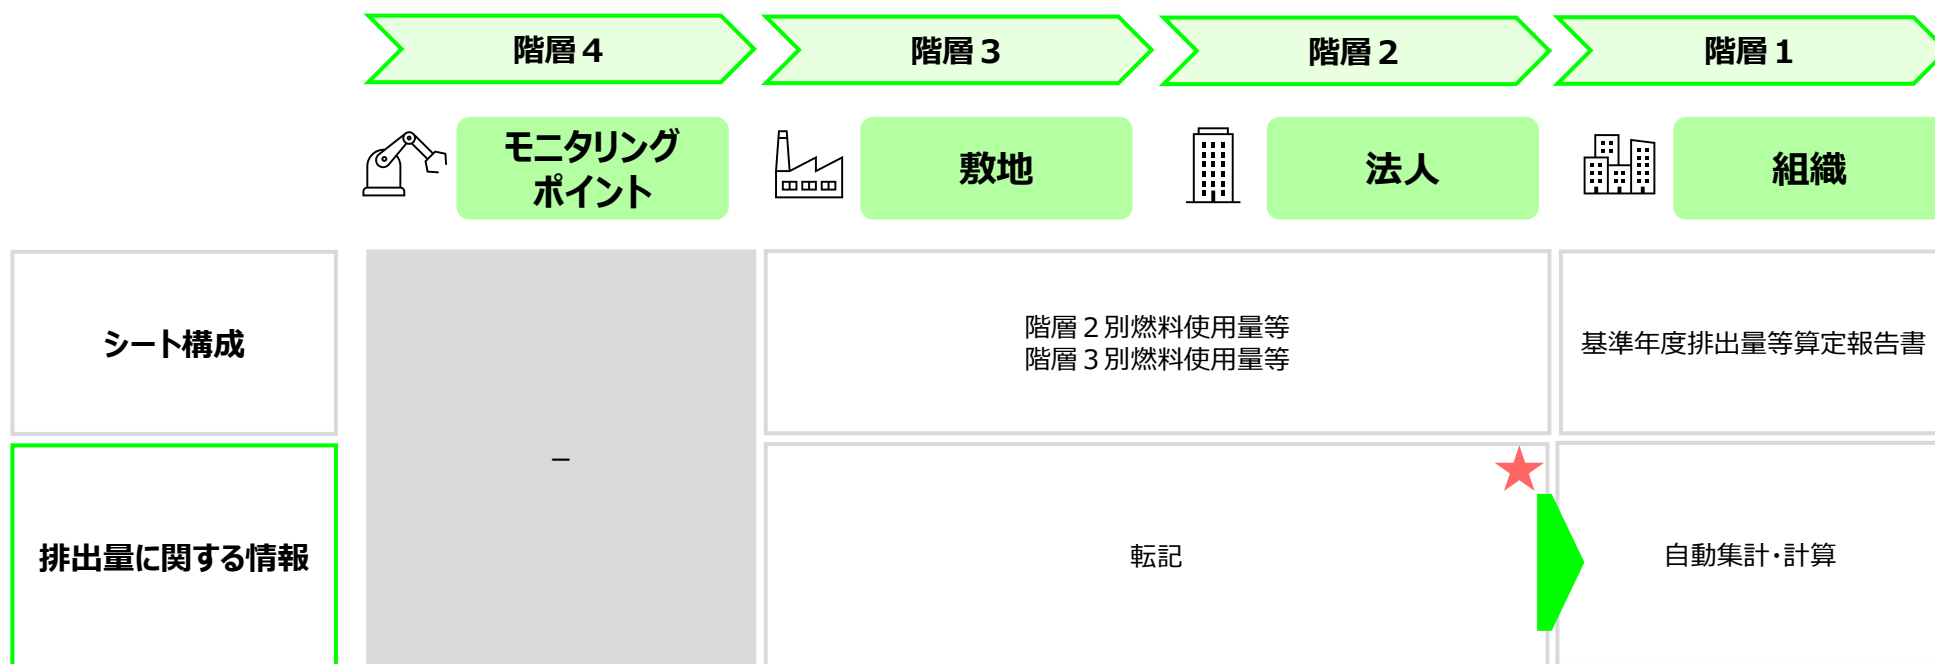 階層４
階層３
階層２
階層１
モニタリング
ポイント
敷地
法人
組織
シート構成
階層２別燃料使用量等
階層３別燃料使用量等
基準年度排出量等算定報告書
－
排出量に関する情報
転記
自動集計・計算